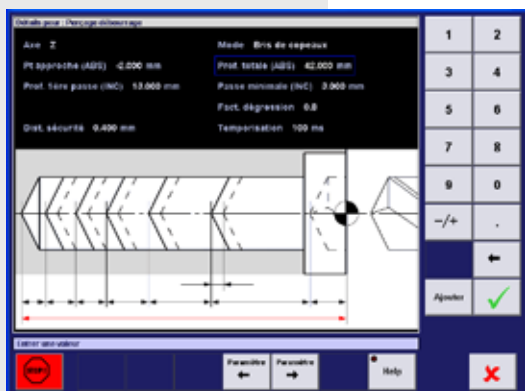 Détails pour : Perçage débourrage
Axe Z
Mode Bris de copeaux
Pt approche (ABS) -2.000 mm
Prof. totale (ABS) 42.000 mm
Prof. 1ère passe (INC) 10.000 mm
Passe minimale (INC) 3.000 mm
Fact. dégression 0.8
Dist. sécurité 0.400 mm
Temporisation 100 ms
1 2
3 4
5 6
7 8
9 0
-/+ .
←
Ajouter
Entrer une valeur
STOP
Paramètre
←
Paramètre
→
Help